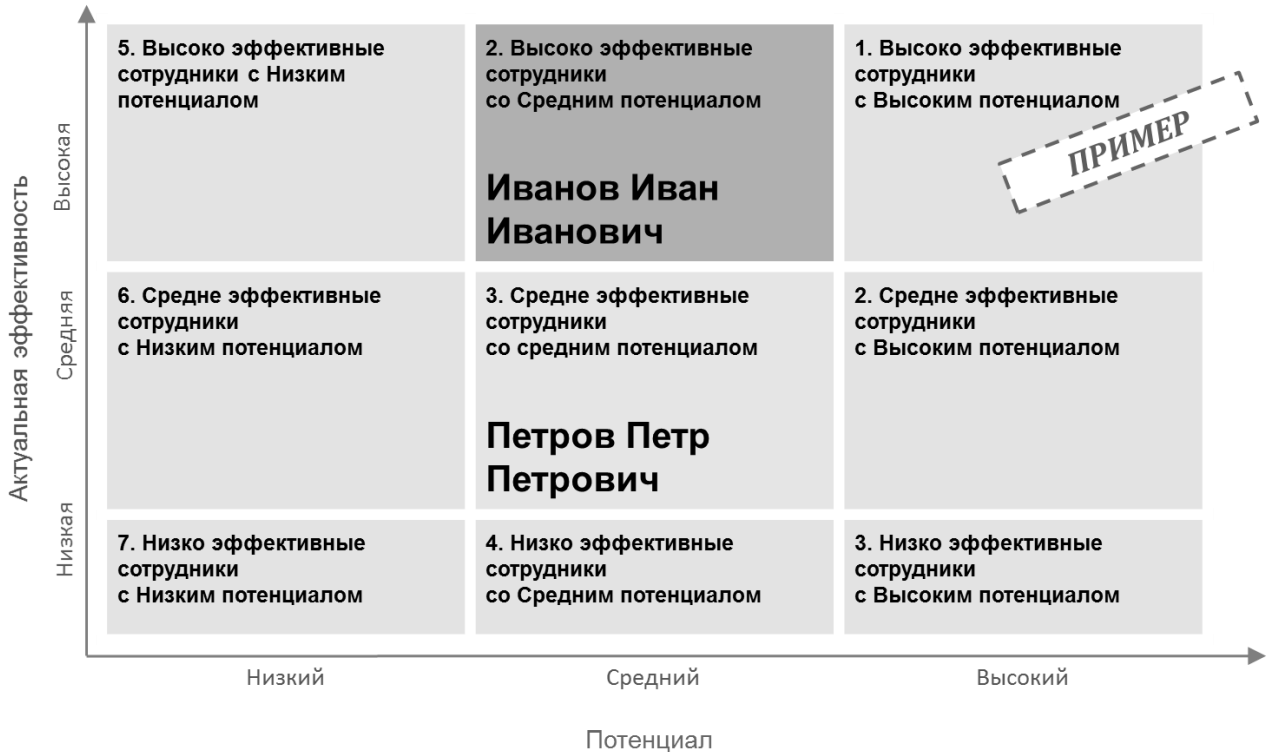 5. Высоко эффективные
сотрудники с Низким
потенциалом
2. Высоко эффективные
сотрудники
со Средним потенциалом
Иванов Иван
Иванович
1. Высоко эффективные
сотрудники
с Высоким потенциалом
ПРИМЕР
6. Средне эффективные
сотрудники
с Низким потенциалом
3. Средне эффективные
сотрудники
со средним потенциалом
Петров Петр
Петрович
2. Средне эффективные
сотрудники
с Высоким потенциалом
7. Низко эффективные
сотрудники
с Низким потенциалом
4. Низко эффективные
сотрудники
со Средним потенциалом
3. Низко эффективные
сотрудники
с Высоким потенциалом
Актуальная эффективность
Высокая
Средняя
Низкая
Низкий
Средний
Высокий
Потенциал